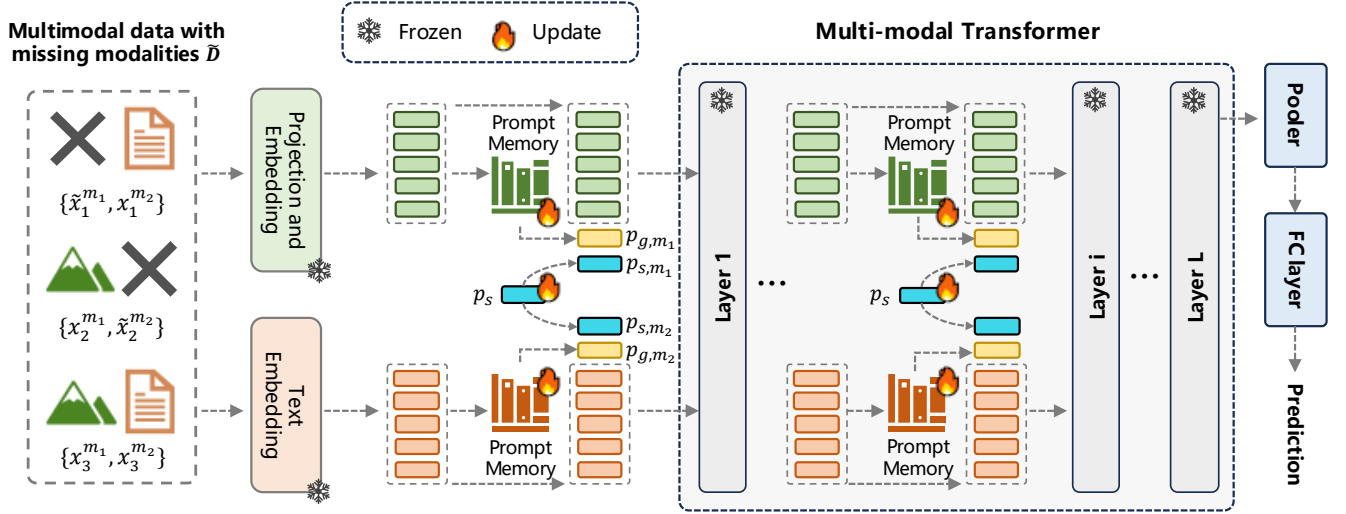 Multimodal data with
missing modalities D̃
Frozen
Update
Multi-modal Transformer
{x̃₁^{m₁}, x₁^{m₂}}
{x₂^{m₁}, x̃₂^{m₂}}
{x₃^{m₁}, x₃^{m₂}}
Projection and
Embedding
Text
Embedding
Prompt
Memory
p_{g,m₁}
p_{s,m₁}
p_s
p_{s,m₂}
p_{g,m₂}
Prompt
Memory
Layer 1
...
Prompt
Memory
p_s
Prompt
Memory
Layer i
...
Layer L
Pooler
FC layer
Prediction